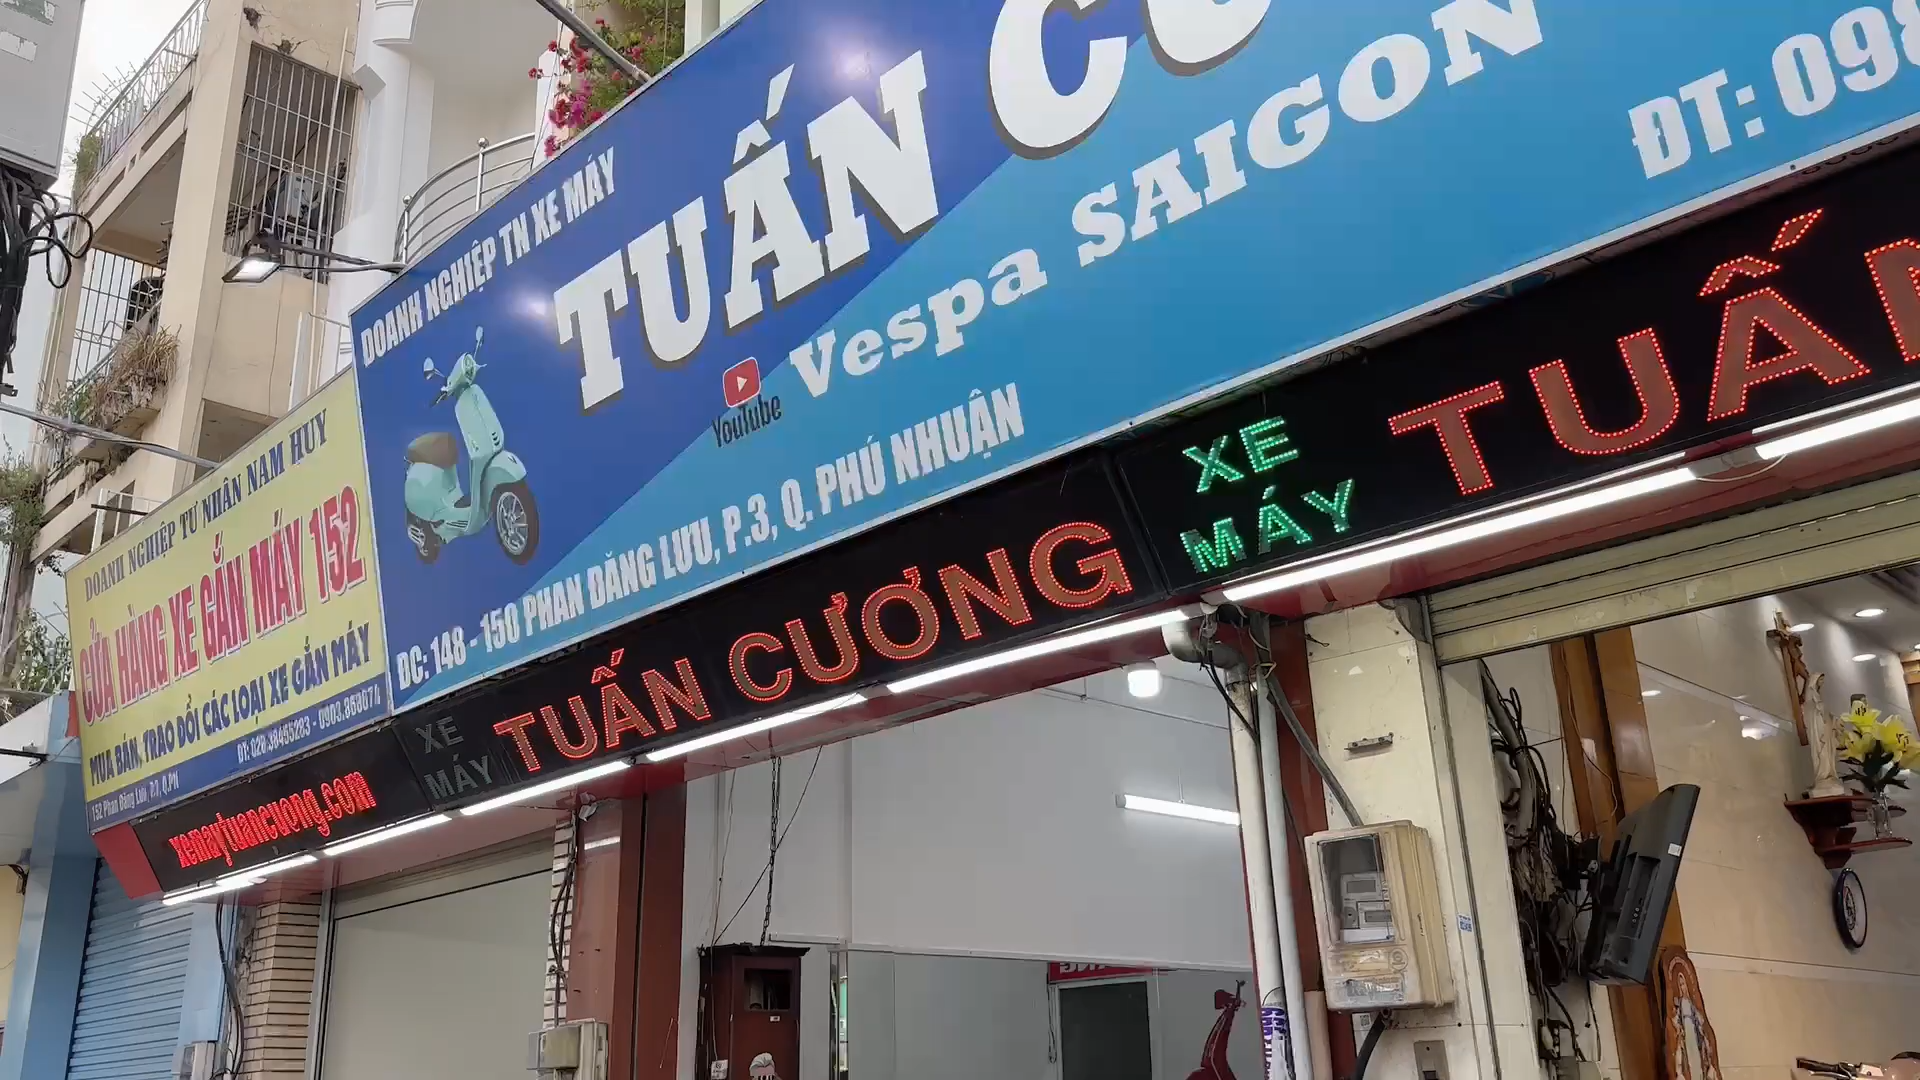 DOANH NGHIỆP TƯ NHÂN NAM HUY
CỬA HÀNG XE GẮN MÁY 152
MUA BÁN, TRAO ĐỔI CÁC LOẠI XE GẮN MÁY
ĐT: 028.38455283 - 0903.868074
152 Phan Đăng Lưu, P.3, Q.PN
DOANH NGHIỆP TN XE MÁY
TUẤN
YouTube
Vespa SAIGON
ĐT: 098
ĐC: 148 - 150 PHAN ĐĂNG LƯU, P.3, Q. PHÚ NHUẬN
xemaytuancuong.com
XE MÁY
TUẤN CƯƠNG
XE
MÁY
TUẤN